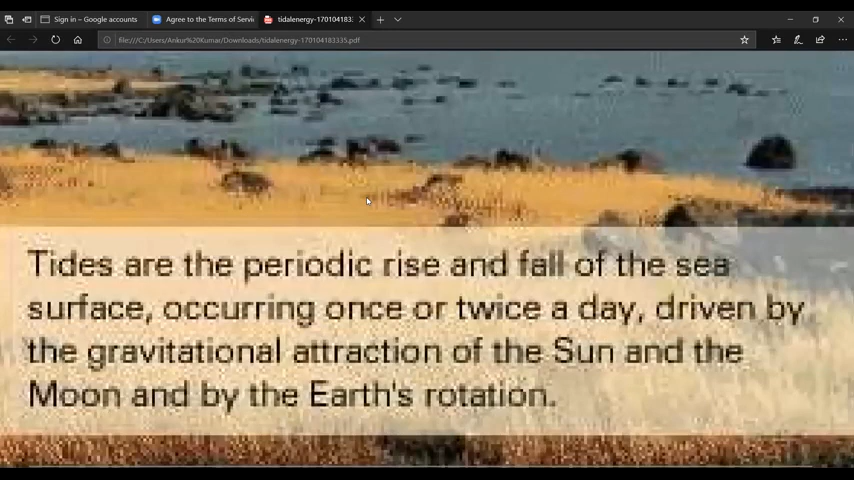 Sign in – Google accounts
Agree to the Terms of Servi
tidalenergy-170104183
file:///C:/Users/Ankur%20Kumar/Downloads/tidalenergy-170104183335.pdf
Tides are the periodic rise and fall of the sea
surface, occurring once or twice a day, driven by
the gravitational attraction of the Sun and the
Moon and by the Earth's rotation.